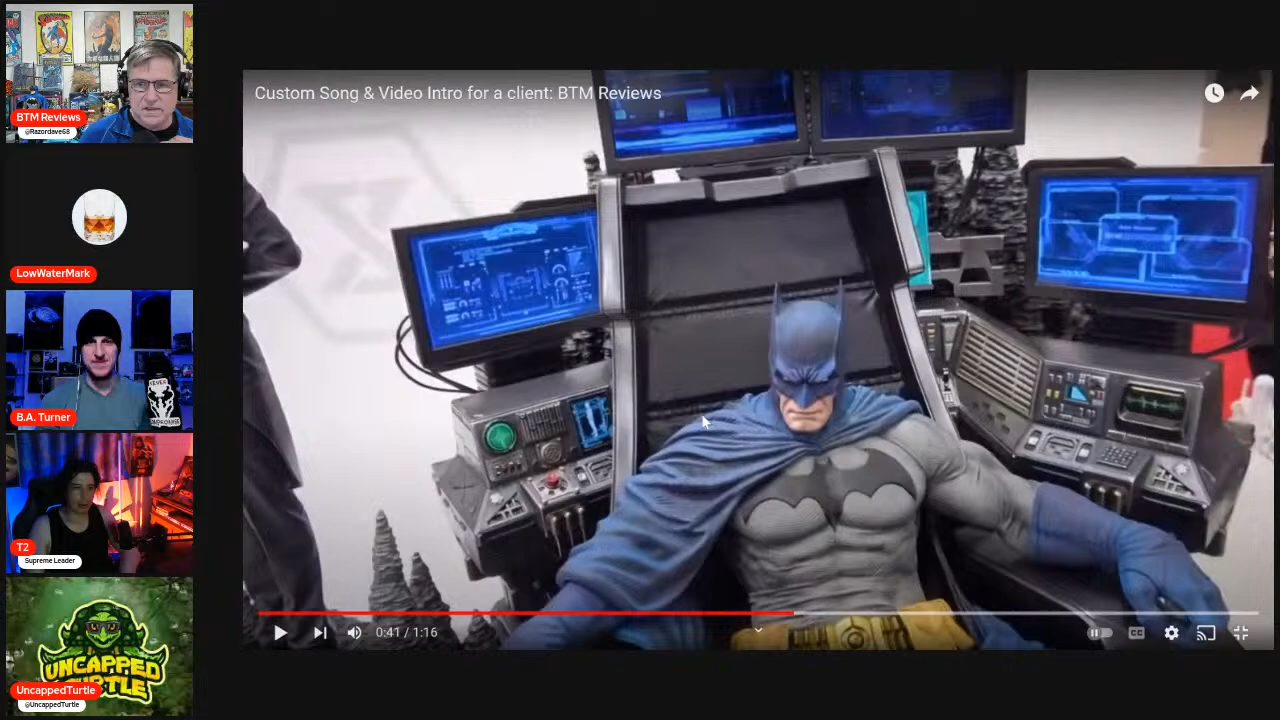 BTM Reviews
@Razordave68
LowWaterMark
B.A. Turner
T2
Supreme Leader
UNCAPPED
TURTLE
UncappedTurtle
@UncappedTurtle
Custom Song & Video Intro for a client: BTM Reviews
0:41 / 1:16
CC